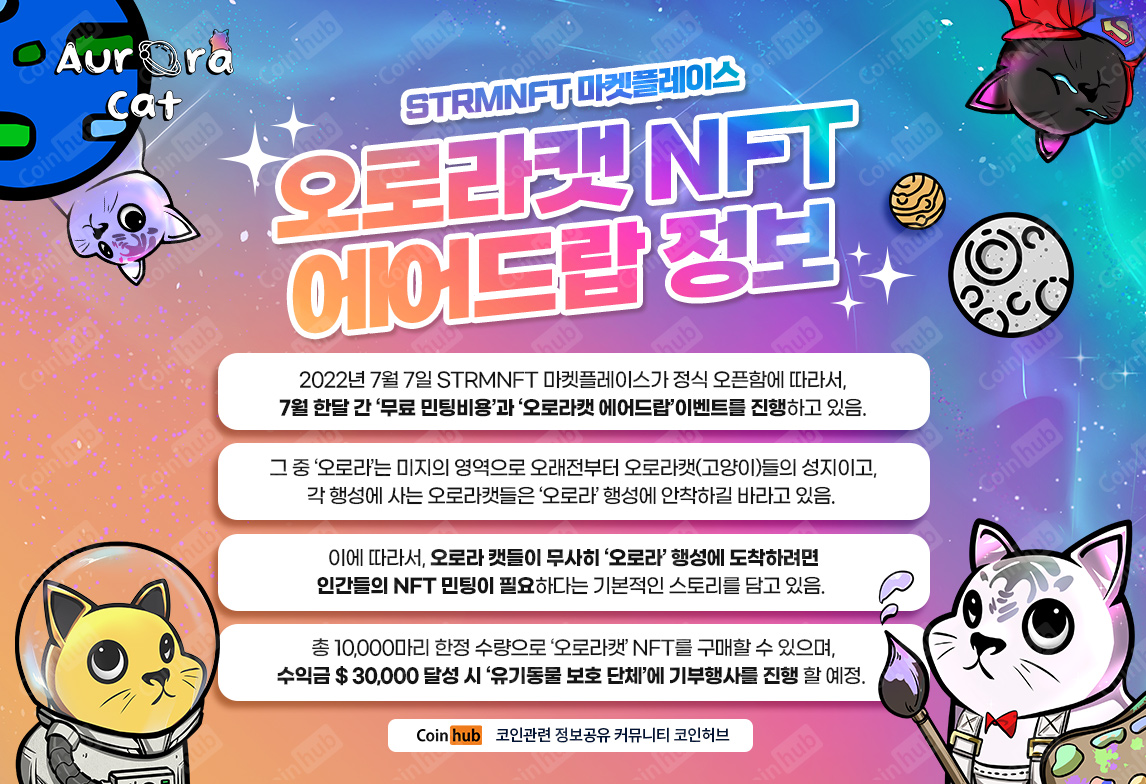 Aurora
Cat
STRMNFT 마켓플레이스
오로라캣 NFT
에어드랍 정보
2022년 7월 7일 STRMNFT 마켓플레이스가 정식 오픈함에 따라서,
7월 한달 간 ‘무료 민팅비용’과 ‘오로라캣 에어드랍’이벤트를 진행하고 있음.
그 중 ‘오로라’는 미지의 영역으로 오래전부터 오로라캣(고양이)들의 성지이고,
각 행성에 사는 오로라캣들은 ‘오로라’ 행성에 안착하길 바라고 있음.
이에 따라서, 오로라 캣들이 무사히 ‘오로라’ 행성에 도착하려면
인간들의 NFT 민팅이 필요하다는 기본적인 스토리를 담고 있음.
총 10,000마리 한정 수량으로 ‘오로라캣’ NFT를 구매할 수 있으며,
수익금 $ 30,000 달성 시 ‘유기동물 보호 단체’에 기부행사를 진행 할 예정.
Coin hub 코인관련 정보공유 커뮤니티 코인허브